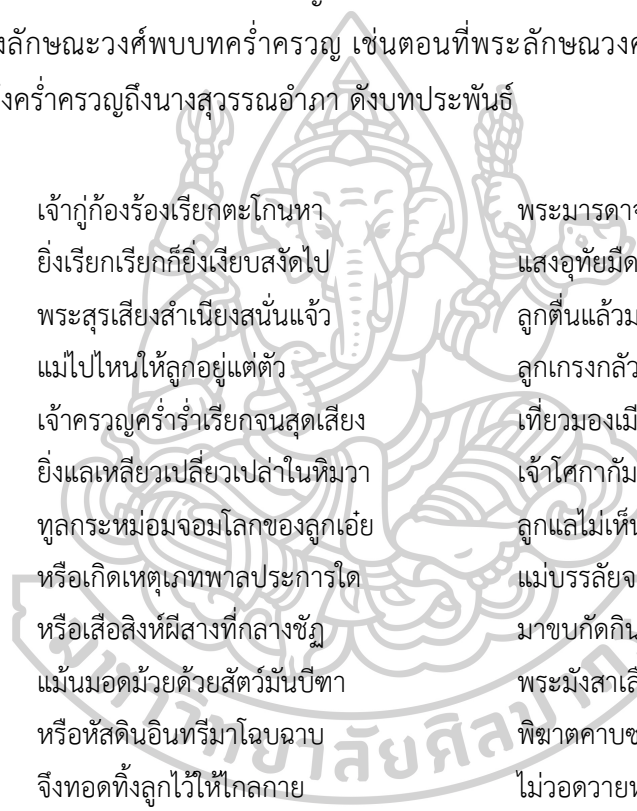 งลักษณะวงศ์พบบทคร่ำครวญ เช่นตอนที่พระลักษณวงศ
ังคร่ำครวญถึงนางสุวรรณอำภา ดังบทประพันธ์
เจ้ากู่ก้องร้องเรียกตะโกนหา พระมารดาจ
ยิ่งเรียกเรียกก็ยิ่งเงียบสงัดไป แสงอุทัยมืด
พระสุรเสียงสำเนียงสนั่นแจ้ว ลูกตื่นแล้วม
แม่ไปไหนให้ลูกอยู่แต่ตัว ลูกเกรงกลัว
เจ้าครวญคร่ำร่ำเรียกจนสุดเสียง เที่ยวมองเมี
ยิ่งแลเหลียวเปลี่ยวเปล่าในหิมวา เจ้าโศกากัม
ทูลกระหม่อมจอมโลกของลูกเอ๋ย ลูกแลไม่เห็น
หรือเกิดเหตุเภทพาลประการใด แม่บรรลัยจ
หรือเสือสิงห์ผีสางที่กลางชัฏ มาขบกัดกิน
แม้นมอดม้วยด้วยสัตว์มันบีฑา พระมังสาเลื
หรือหัสดินอินทรีมาโฉบฉาบ พิฆาตคาบ
จึงทอดทิ้งลูกไว้ให้ไกลกาย ไม่วอดวาย
มหาวิทยาลัยศิลปากร